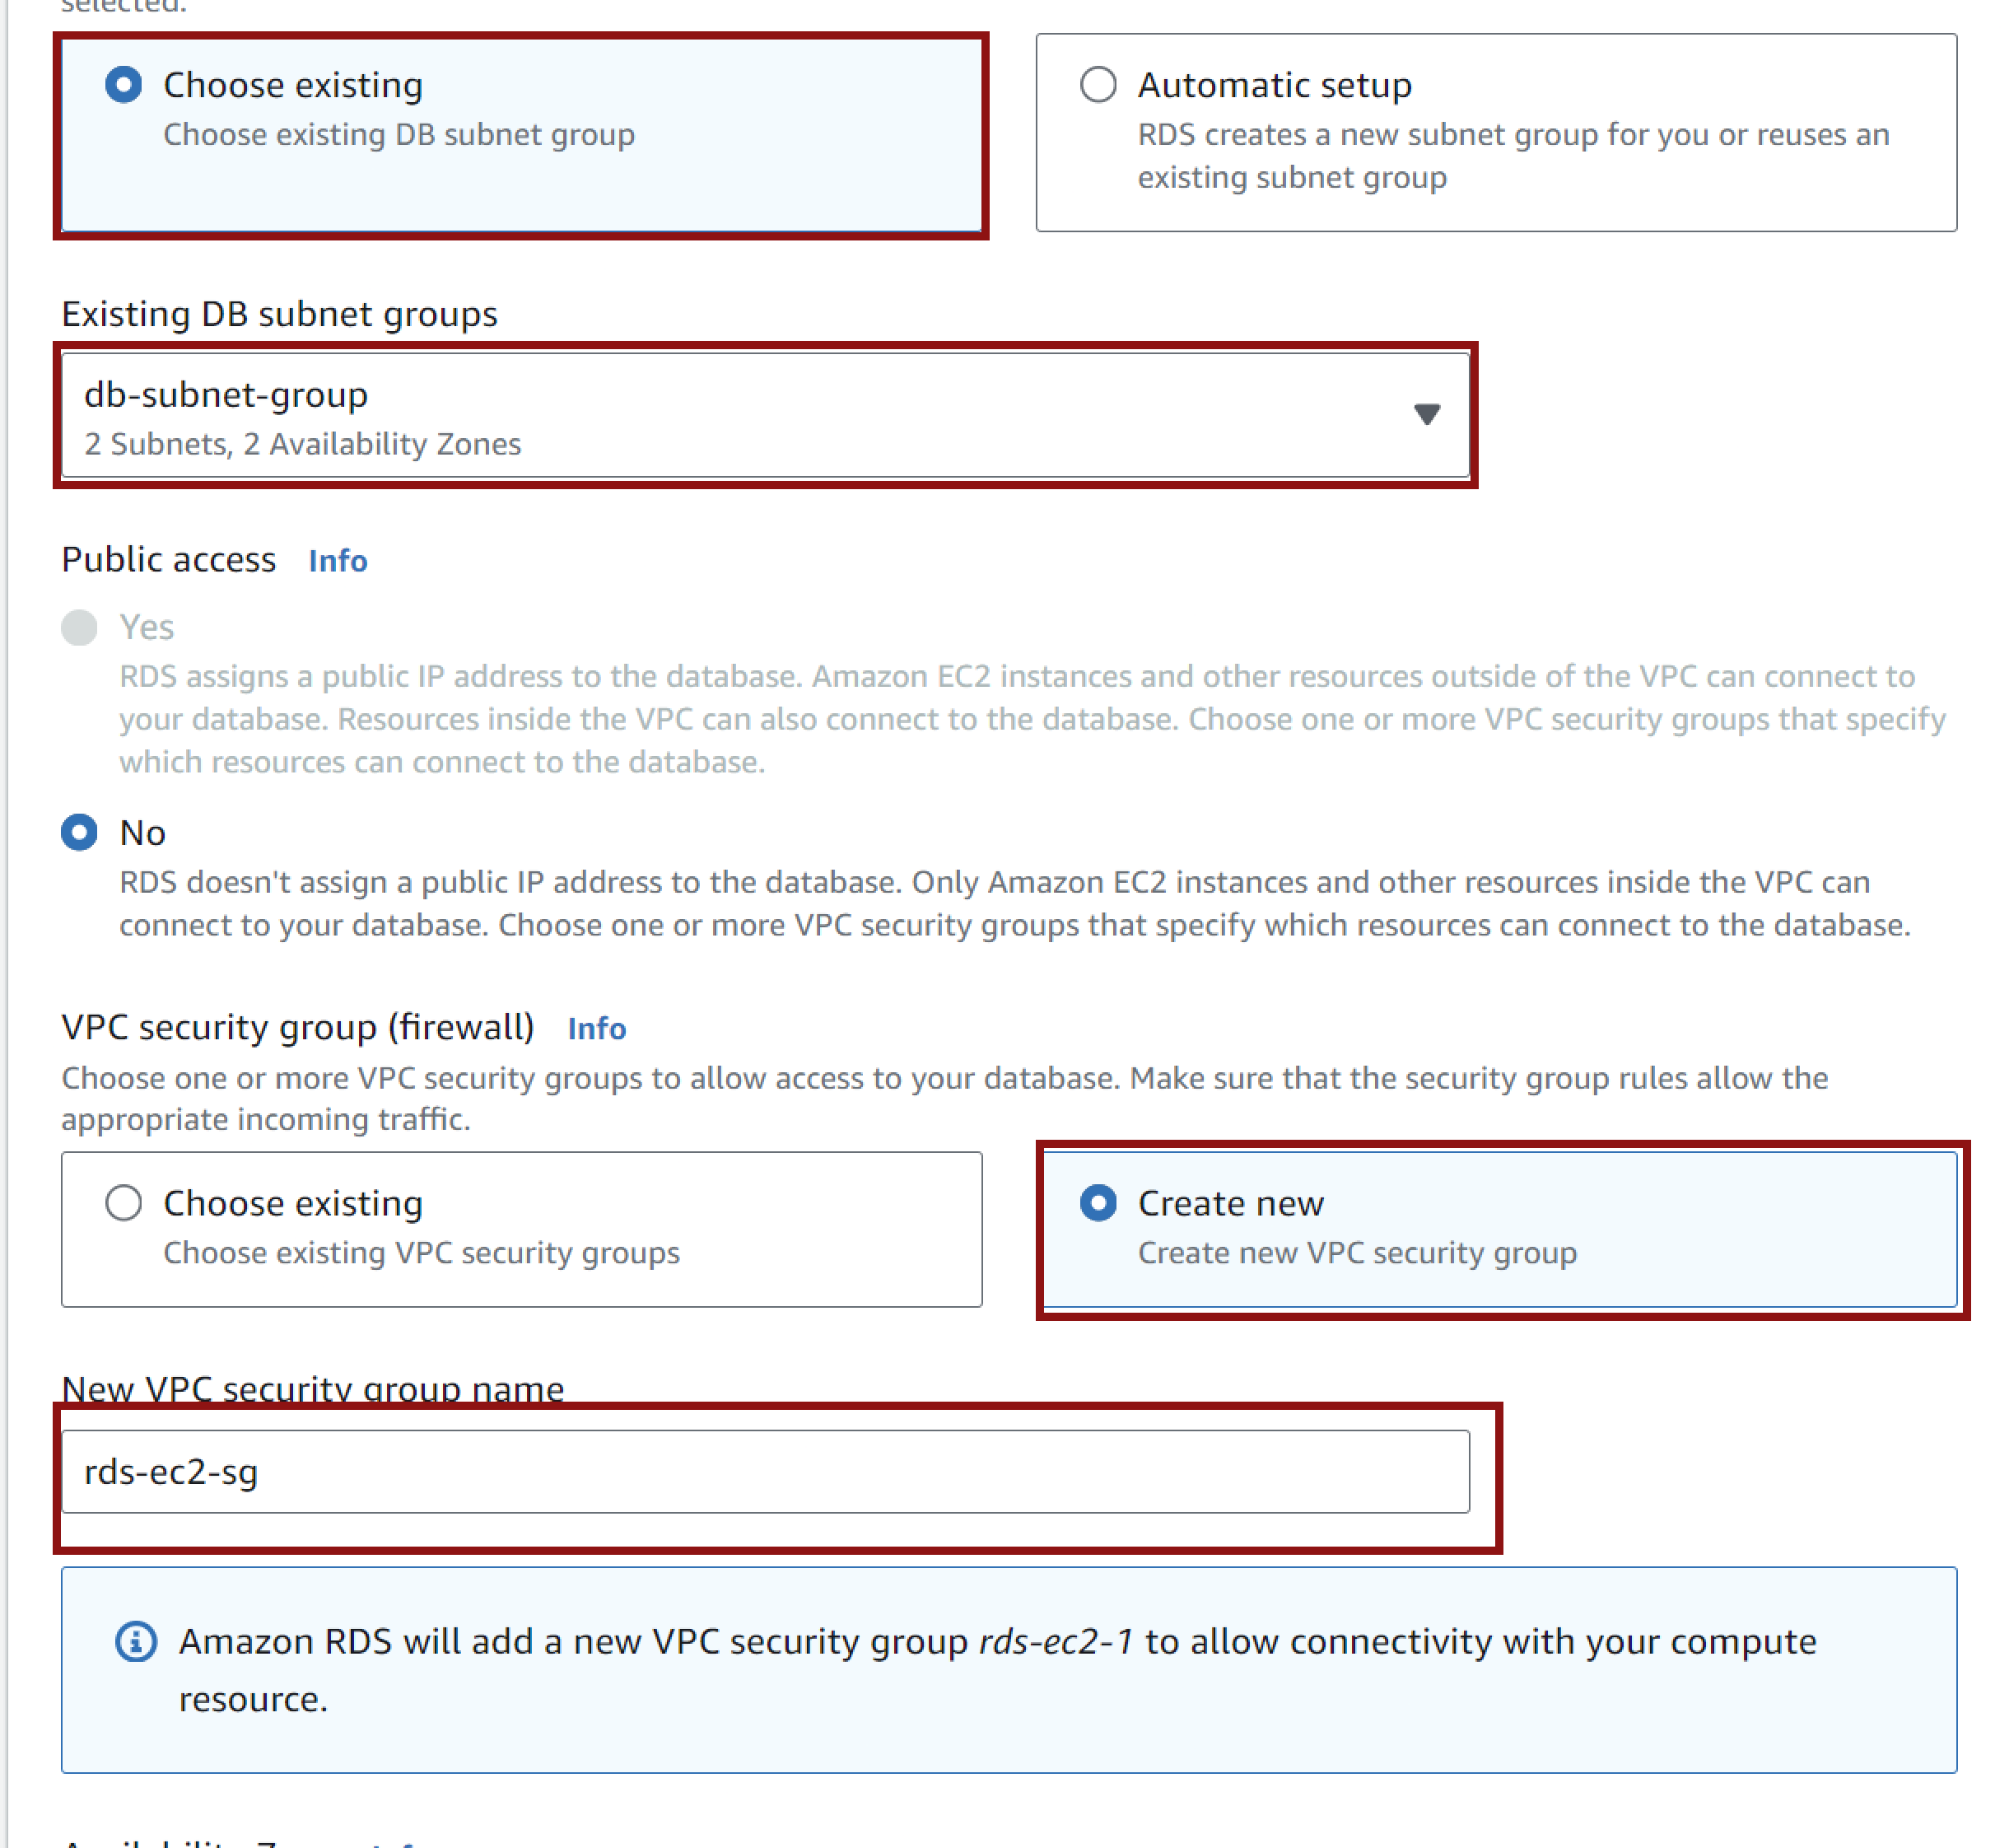 selected.
Choose existing
Choose existing DB subnet group
Automatic setup
RDS creates a new subnet group for you or reuses an
existing subnet group
Existing DB subnet groups
db-subnet-group
2 Subnets, 2 Availability Zones
Public access Info
Yes
RDS assigns a public IP address to the database. Amazon EC2 instances and other resources outside of the VPC can connect to
your database. Resources inside the VPC can also connect to the database. Choose one or more VPC security groups that specify
which resources can connect to the database.
No
RDS doesn't assign a public IP address to the database. Only Amazon EC2 instances and other resources inside the VPC can
connect to your database. Choose one or more VPC security groups that specify which resources can connect to the database.
VPC security group (firewall) Info
Choose one or more VPC security groups to allow access to your database. Make sure that the security group rules allow the
appropriate incoming traffic.
Choose existing
Choose existing VPC security groups
Create new
Create new VPC security group
New VPC security group name
rds-ec2-sg
Amazon RDS will add a new VPC security group rds-ec2-1 to allow connectivity with your compute
resource.